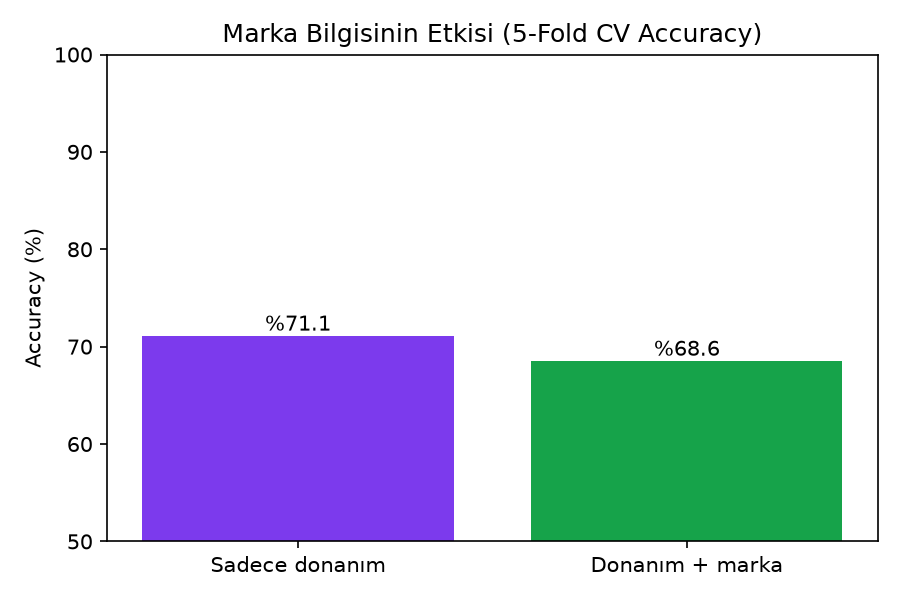 Marka Bilgisinin Etkisi (5-Fold CV Accuracy)
Accuracy (%)
100
90
80
70
60
50
%71.1
%68.6
Sadece donanım
Donanım + marka